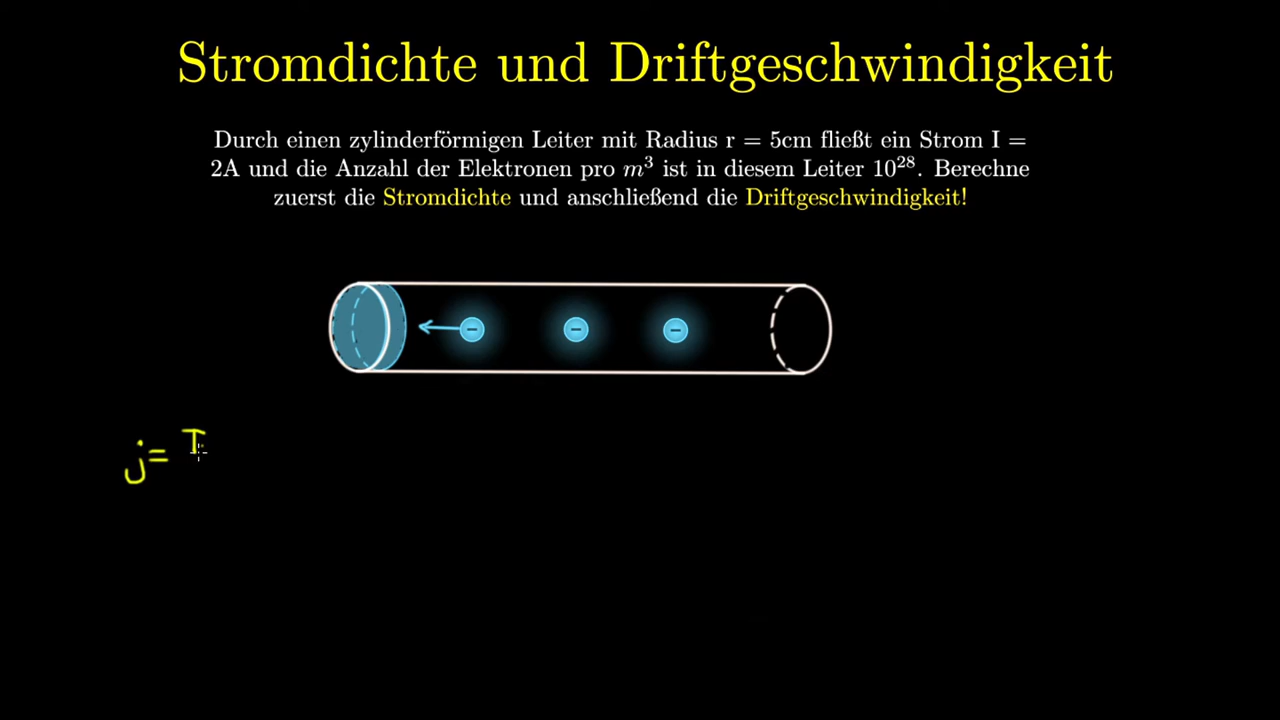 Stromdichte und Driftgeschwindigkeit
Durch einen zylinderförmigen Leiter mit Radius r = 5cm fließt ein Strom I =
2A und die Anzahl der Elektronen pro m³ ist in diesem Leiter 10²⁸. Berechne
zuerst die Stromdichte und anschließend die Driftgeschwindigkeit!
− − −
j= I